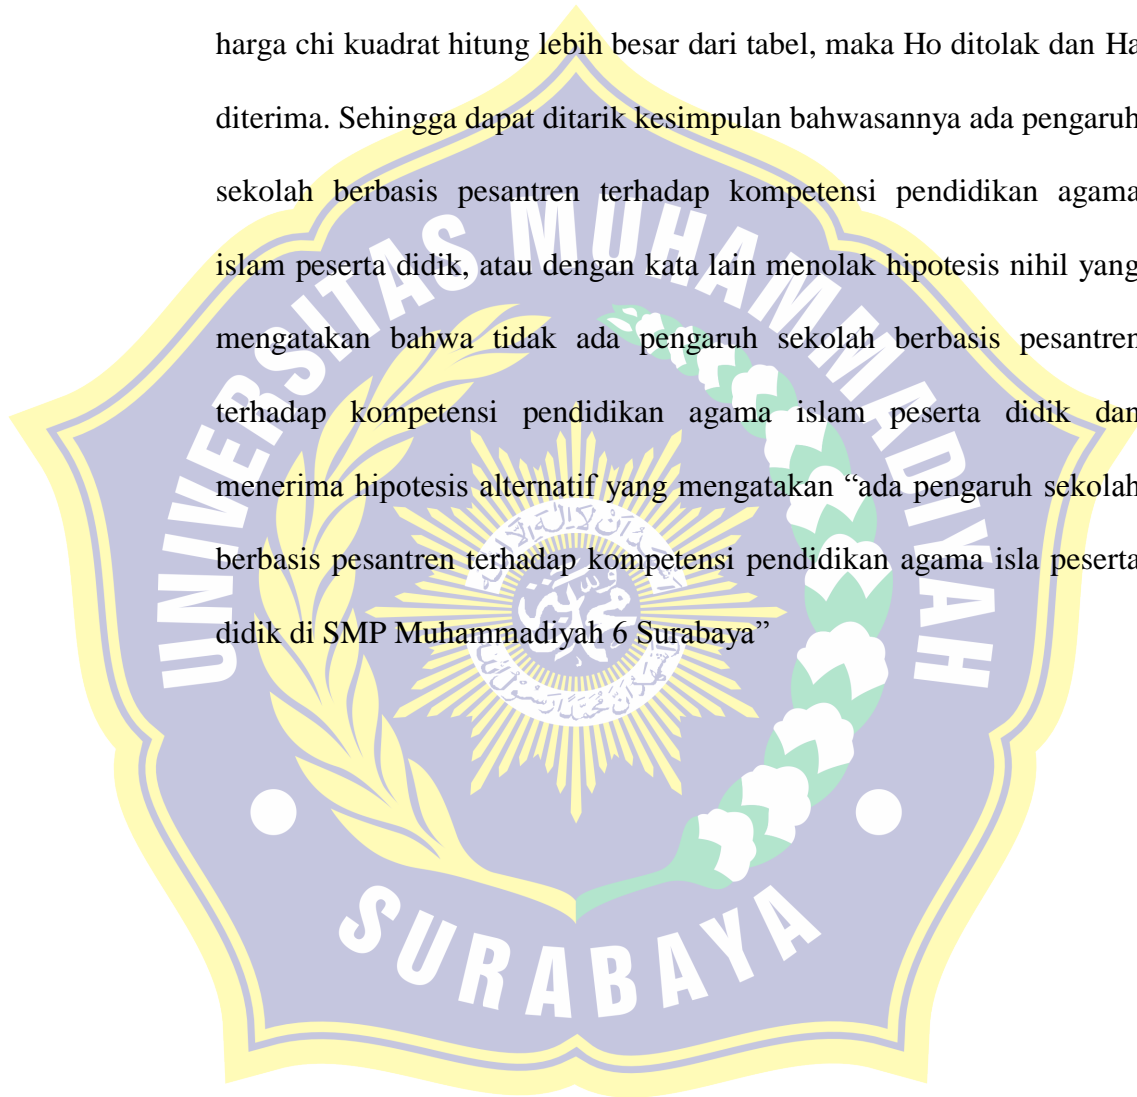 harga chi kuadrat hitung lebih besar dari tabel, maka Ho ditolak dan Ha
diterima. Sehingga dapat ditarik kesimpulan bahwasannya ada pengaruh
sekolah berbasis pesantren terhadap kompetensi pendidikan agama
islam peserta didik, atau dengan kata lain menolak hipotesis nihil yang
mengatakan bahwa tidak ada pengaruh sekolah berbasis pesantren
terhadap kompetensi pendidikan agama islam peserta didik dan
menerima hipotesis alternatif yang mengatakan “ada pengaruh sekolah
berbasis pesantren terhadap kompetensi pendidikan agama isla peserta
didik di SMP Muhammadiyah 6 Surabaya”
UNIVERSITAS MUHAMMADIYAH
SURABAYA
محمد